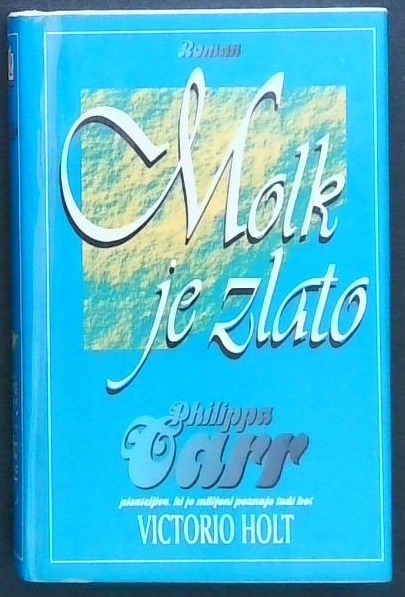 Roman
Molk
je zlato
Philippa
Carr
pisateljica, ki jo milijoni poznajo tudi kot
VICTORIO HOLT